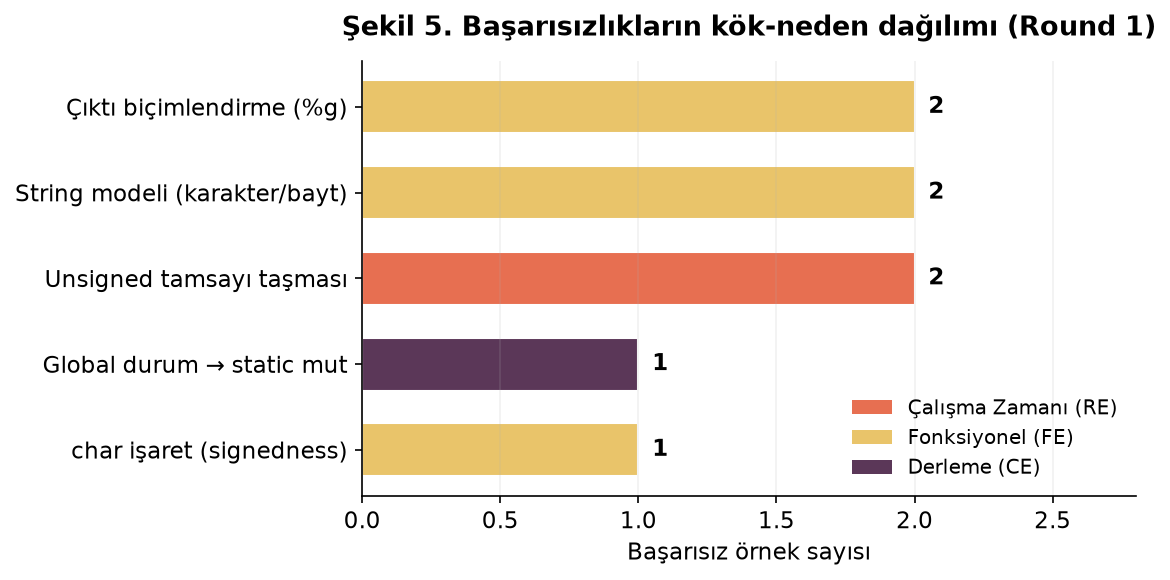 Şekil 5. Başarısızlıkların kök-neden dağılımı (Round 1)
Çıktı biçimlendirme (%g)
2
String modeli (karakter/bayt)
2
Unsigned tamsayı taşması
2
Global durum → static mut
1
char işaret (signedness)
1
Çalışma Zamanı (RE)
Fonksiyonel (FE)
Derleme (CE)
0.0 0.5 1.0 1.5 2.0 2.5
Başarısız örnek sayısı